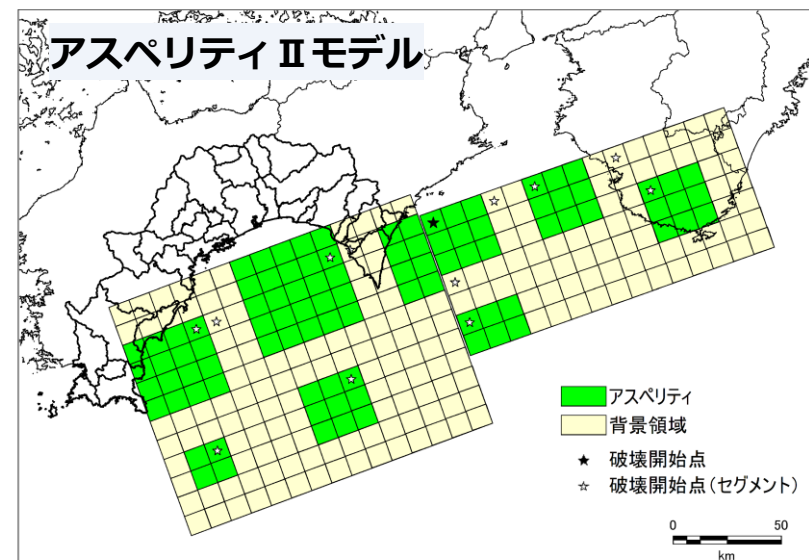 アスペリティⅡモデル
アスペリティ
背景領域
★ 破壊開始点
☆ 破壊開始点(セグメント)
0 50
km